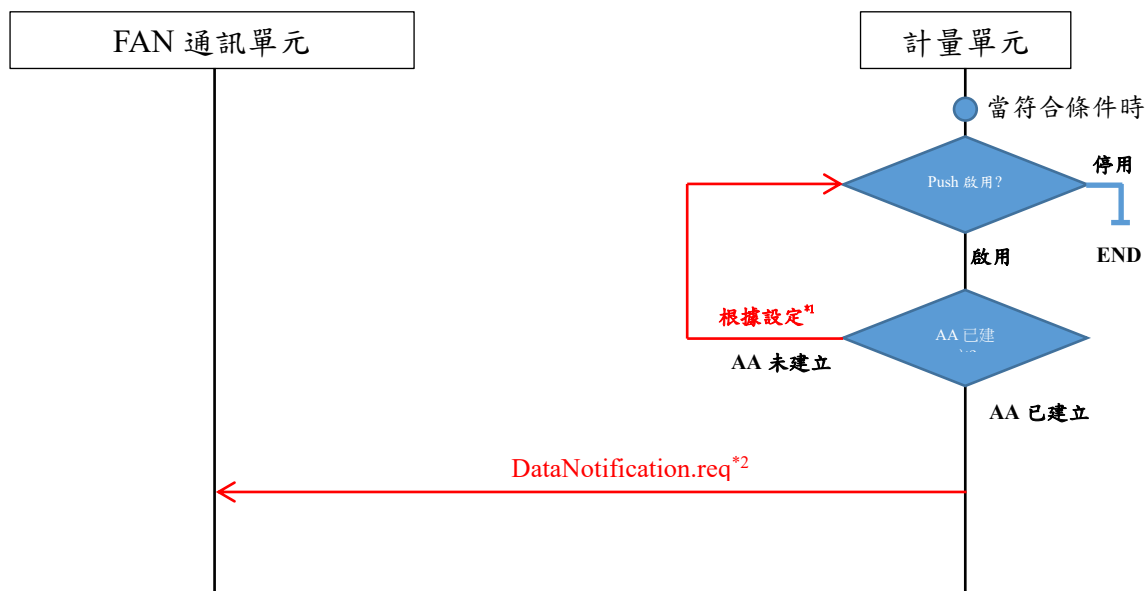 FAN 通訊單元
計量單元
當符合條件時
Push 啟用?
停用
END
啟用
根據設定*1
AA 已建
AA 未建立
AA 已建立
DataNotification.req*2